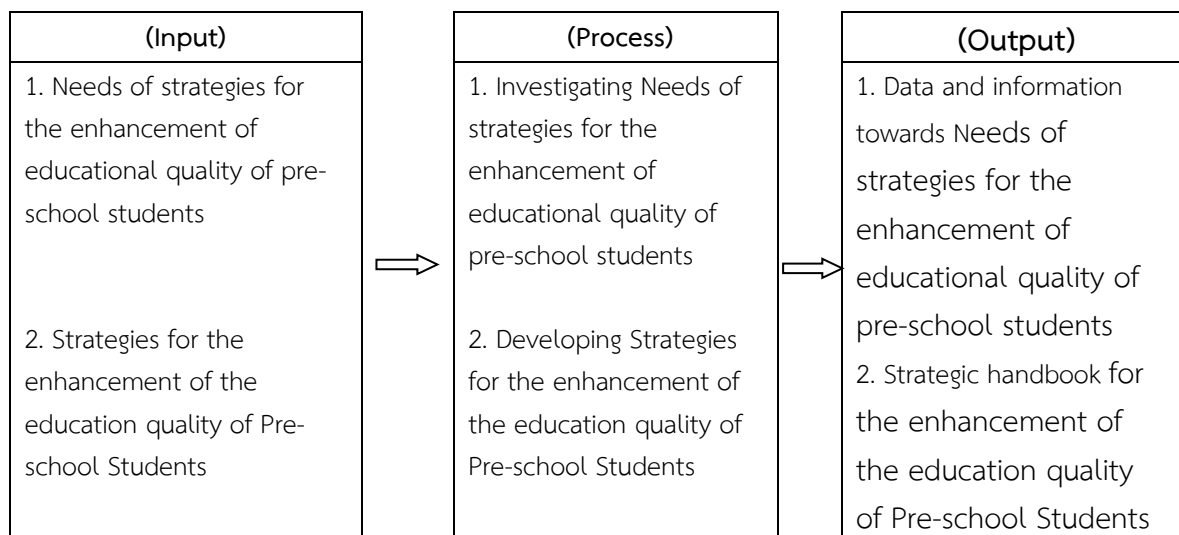 (Input)
1. Needs of strategies for
the enhancement of
educational quality of pre-
school students
2. Strategies for the
enhancement of the
education quality of Pre-
school Students
(Process)
1. Investigating Needs of
strategies for the
enhancement of
educational quality of
pre-school students
2. Developing Strategies
for the enhancement of
the education quality of
Pre-school Students
(Output)
1. Data and information
towards Needs of
strategies for the
enhancement of
educational quality of
pre-school students
2. Strategic handbook for
the enhancement of
the education quality
of Pre-school Students